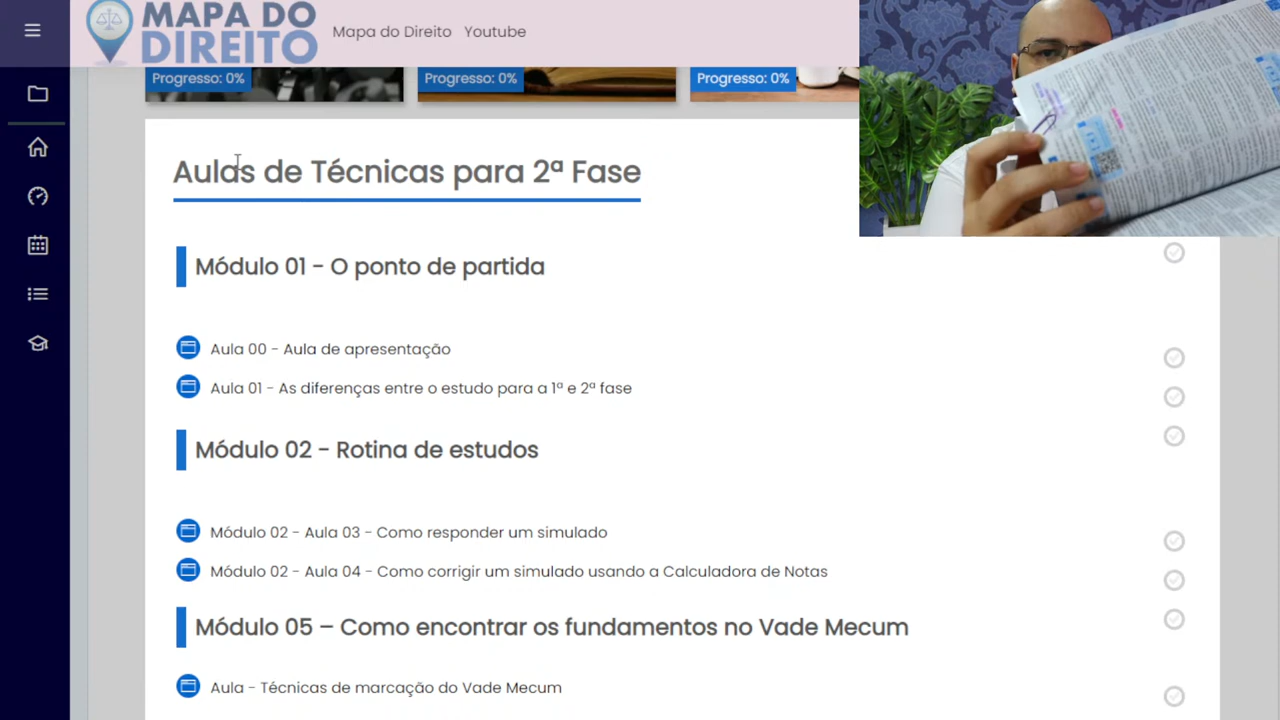 MAPA DO
DIREITO
Mapa do Direito Youtube
Progresso: 0% Progresso: 0% Progresso: 0%
Aulas de Técnicas para 2ª Fase
Módulo 01 - O ponto de partida
Aula 00 - Aula de apresentação
Aula 01 - As diferenças entre o estudo para a 1ª e 2ª fase
Módulo 02 - Rotina de estudos
Módulo 02 - Aula 03 - Como responder um simulado
Módulo 02 - Aula 04 - Como corrigir um simulado usando a Calculadora de Notas
Módulo 05 – Como encontrar os fundamentos no Vade Mecum
Aula - Técnicas de marcação do Vade Mecum